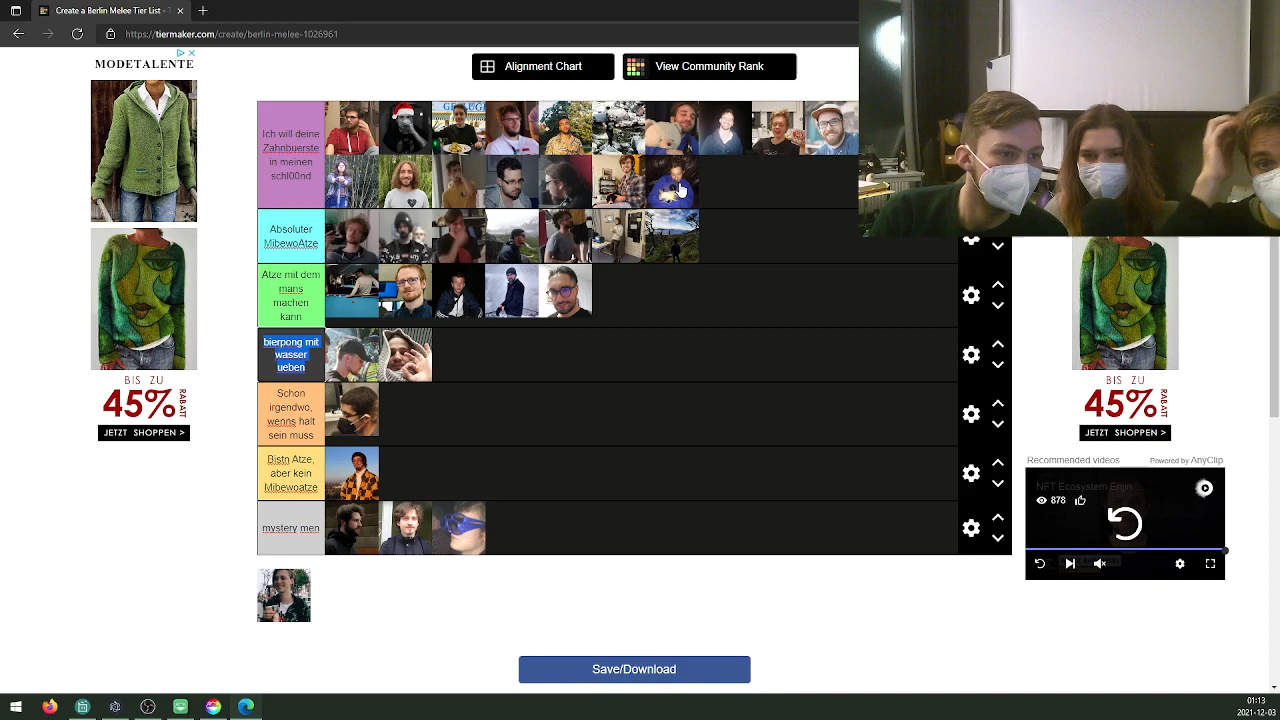 Create a Berlin Melee Tier List - T
https://tiermaker.com/create/berlin-melee-1026961
Alignment Chart
View Community Rank
MODETALENTE
BIS ZU
45%
RABATT
JETZT SHOPPEN >
Ich will deine
Zahnbuerste
in meinen
schl00nd
Absoluter
MibewoAtze
Atze mit dem
mans
machen
kann
bierpong mit
wasser
ueben
Schon
irgendwo,
wenns halt
sein muss
Bistn Atze,
aber kein
Mibewoatze
mystery men
BIS ZU
45%
RABATT
JETZT SHOPPEN >
Recommended videos
Powered by AnyClip
NFT Ecosystem Enjin
878
Save/Download
01:13
2021-12-03